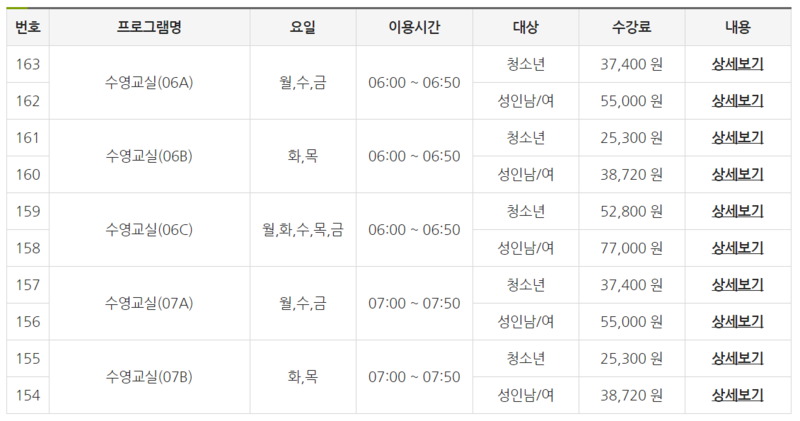 번호 프로그램명 요일 이용시간 대상 수강료 내용
163 수영교실(06A) 월,수,금 06:00 ~ 06:50 청소년 37,400 원 상세보기
162 성인남/여 55,000 원 상세보기
161 수영교실(06B) 화,목 06:00 ~ 06:50 청소년 25,300 원 상세보기
160 성인남/여 38,720 원 상세보기
159 수영교실(06C) 월,화,수,목,금 06:00 ~ 06:50 청소년 52,800 원 상세보기
158 성인남/여 77,000 원 상세보기
157 수영교실(07A) 월,수,금 07:00 ~ 07:50 청소년 37,400 원 상세보기
156 성인남/여 55,000 원 상세보기
155 수영교실(07B) 화,목 07:00 ~ 07:50 청소년 25,300 원 상세보기
154 성인남/여 38,720 원 상세보기